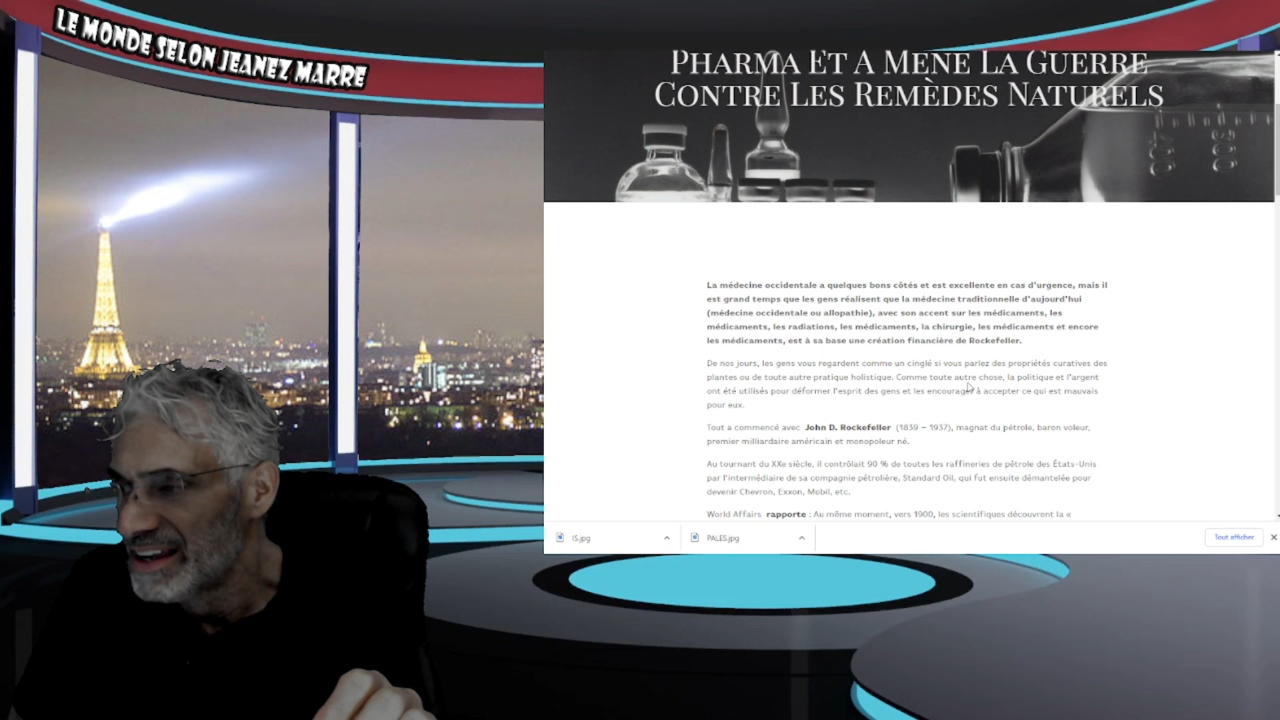 LE MONDE SELON JEANEZ MARRE
PHARMA ET A MENE LA GUERRE
CONTRE LES REMÈDES NATURELS
La médecine occidentale a quelques bons côtés et est excellente en cas d'urgence, mais il
est grand temps que les gens réalisent que la médecine traditionnelle d'aujourd'hui
(médecine occidentale ou allopathie), avec son accent sur les médicaments, les
médicaments, les radiations, les médicaments, la chirurgie, les médicaments et encore
les médicaments, est à sa base une création financière de Rockefeller.
De nos jours, les gens vous regardent comme un cinglé si vous parlez des propriétés curatives des
plantes ou de toute autre pratique holistique. Comme toute autre chose, la politique et l'argent
ont été utilisés pour déformer l'esprit des gens et les encourager à accepter ce qui est mauvais
pour eux.
Tout a commencé avec John D. Rockefeller (1839 – 1937), magnat du pétrole, baron voleur,
premier milliardaire américain et monopoleur né.
Au tournant du XXe siècle, il contrôlait 90 % de toutes les raffineries de pétrole des États-Unis
par l'intermédiaire de sa compagnie pétrolière, Standard Oil, qui fut ensuite démantelée pour
devenir Chevron, Exxon, Mobil, etc.
World Affairs rapporte : Au même moment, vers 1900, les scientifiques découvrent la «
IS.jpg
PALES.jpg
Tout afficher